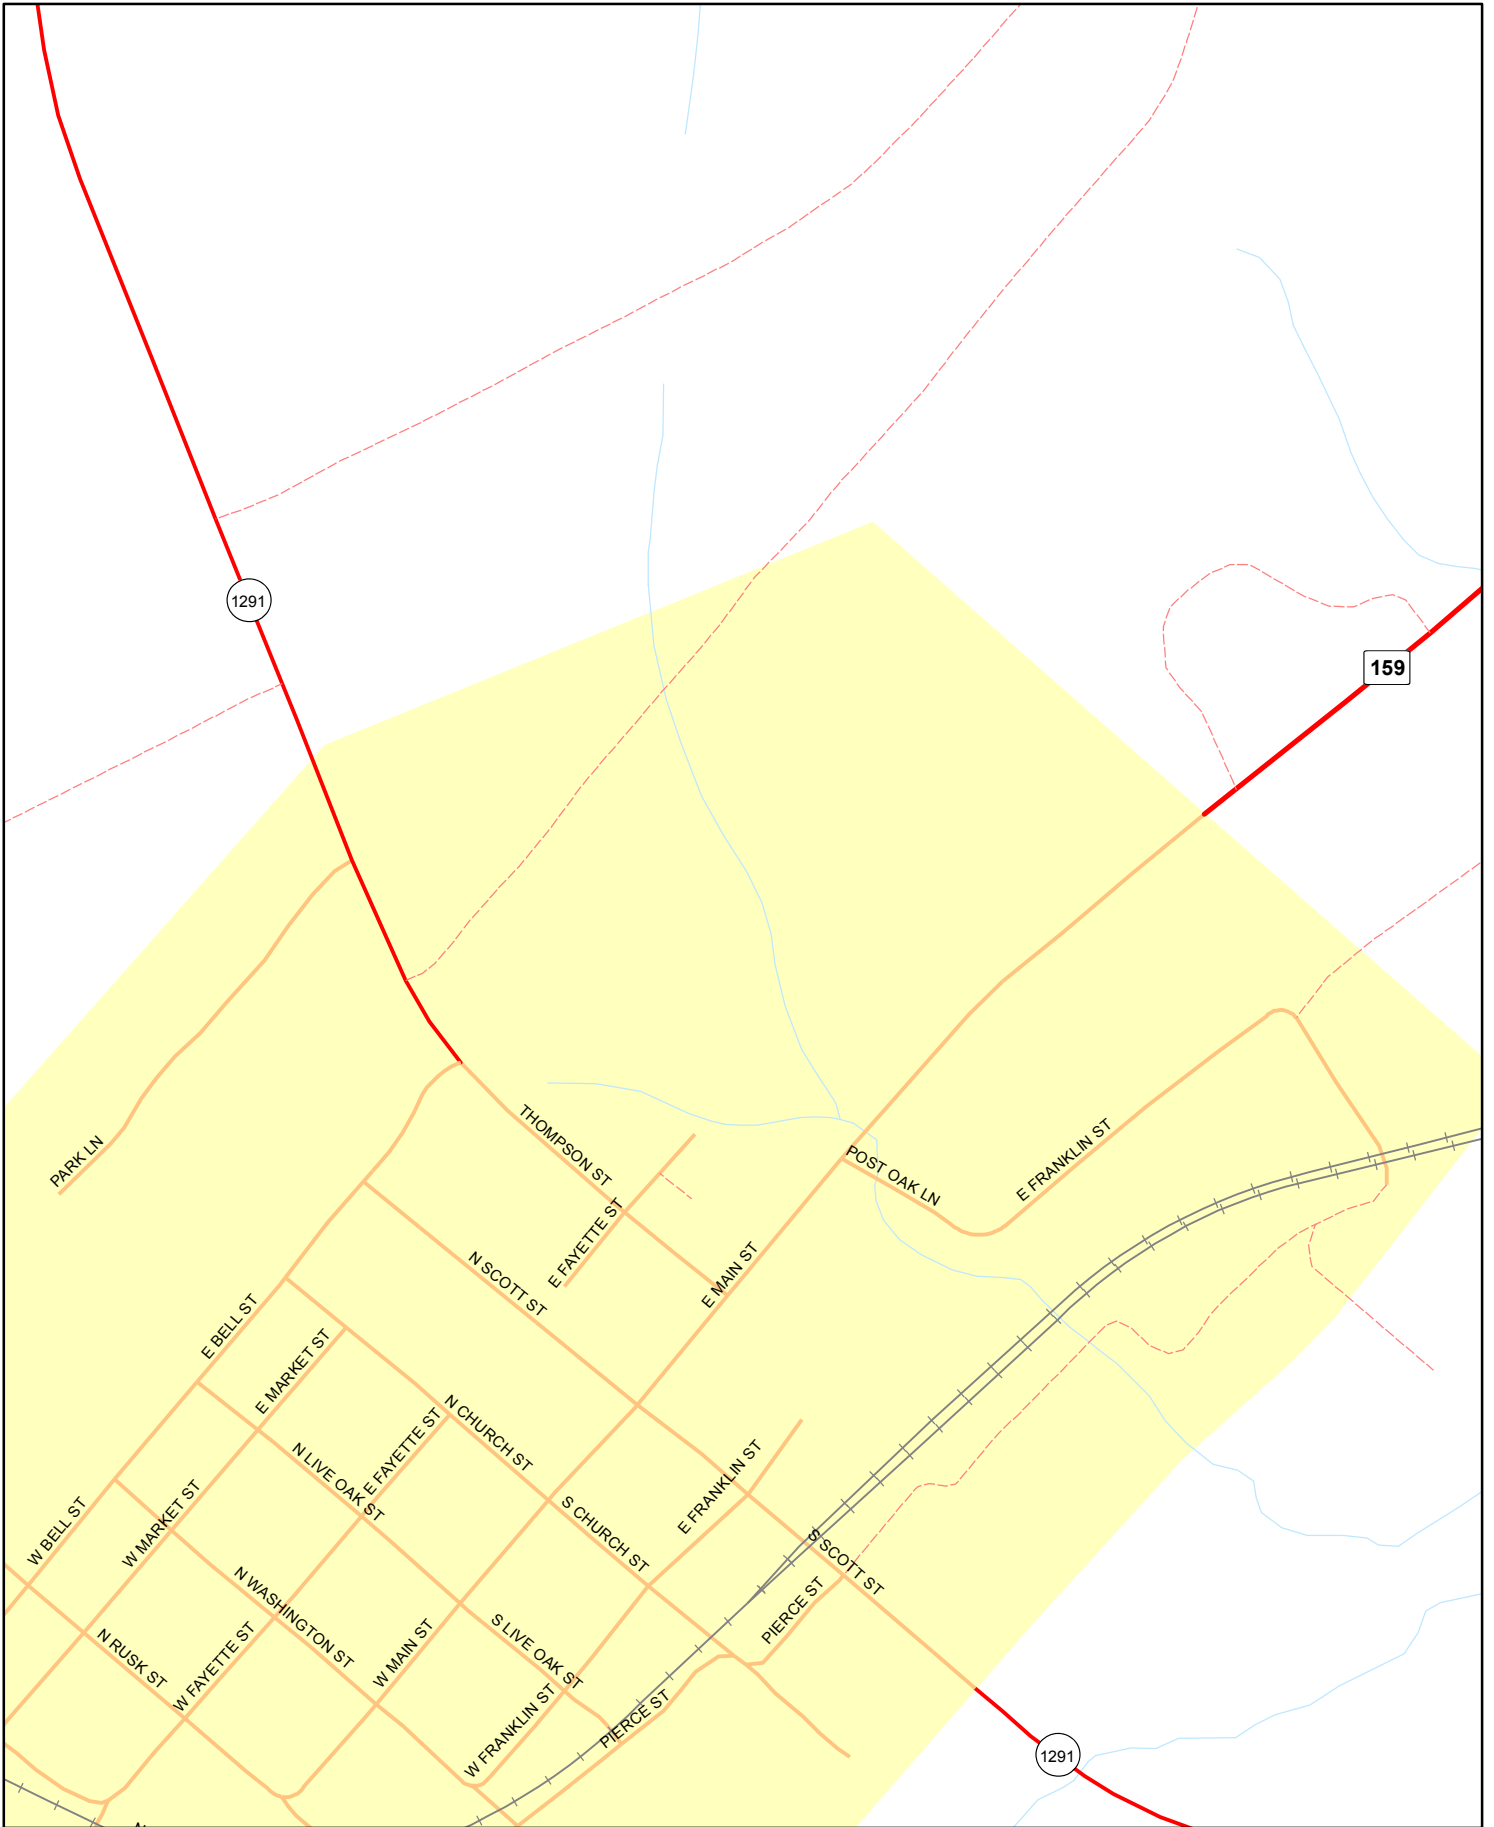 1291
159
THOMPSON ST
PARK LN
POST OAK LN
E FRANKLIN ST
E FAYETTE ST
N SCOTT ST
E MAIN ST
E BELL ST
E MARKET ST
N CHURCH ST
E FAYETTE ST
N LIVE OAK ST
E FRANKLIN ST
W MARKET ST
W BELL ST
S CHURCH ST
S SCOTT ST
N WASHINGTON ST
PIERCE ST
S LIVE OAK ST
N RUSK ST
W FAYETTE ST
W MAIN ST
W FRANKLIN ST
PIERCE ST
1291